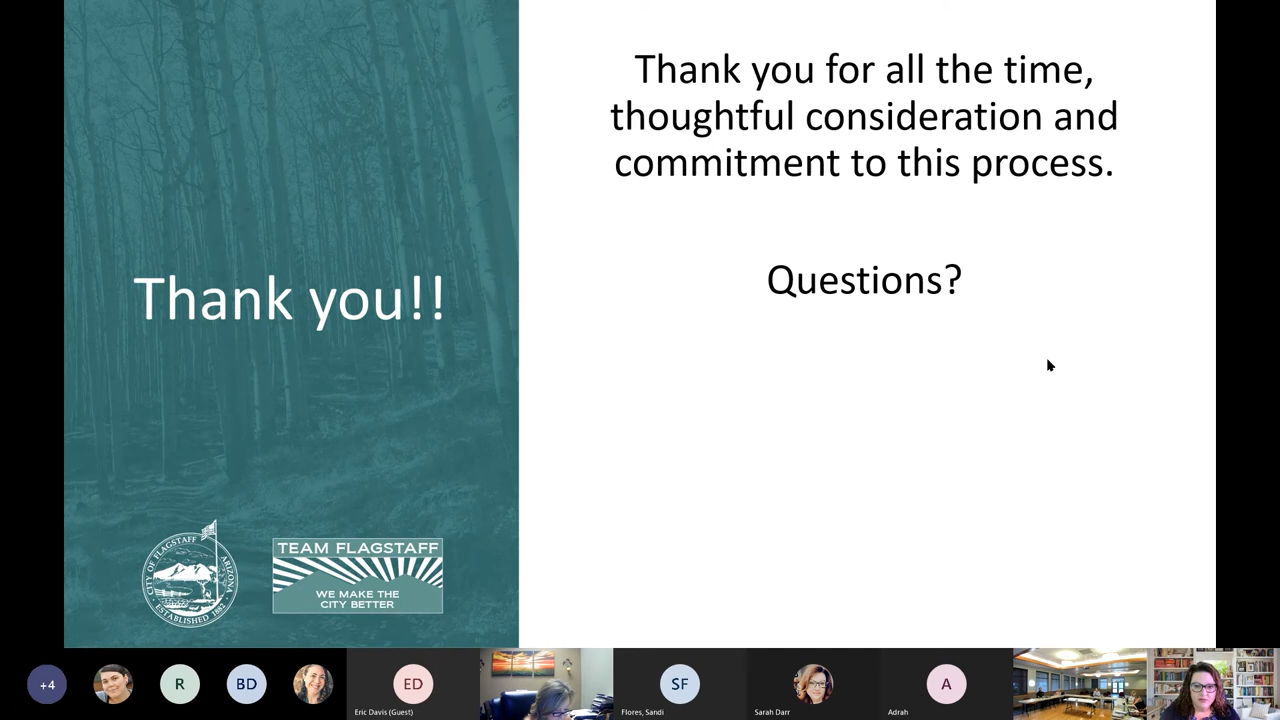 Thank you for all the time,
thoughtful consideration and
commitment to this process.
Questions?
Thank you!!
CITY OF FLAGSTAFF
ARIZONA
ESTABLISHED 1882
TEAM FLAGSTAFF
WE MAKE THE
CITY BETTER
+4
R
BD
ED
Eric Davis (Guest)
SF
Flores, Sandi
Sarah Darr
A
Adrah